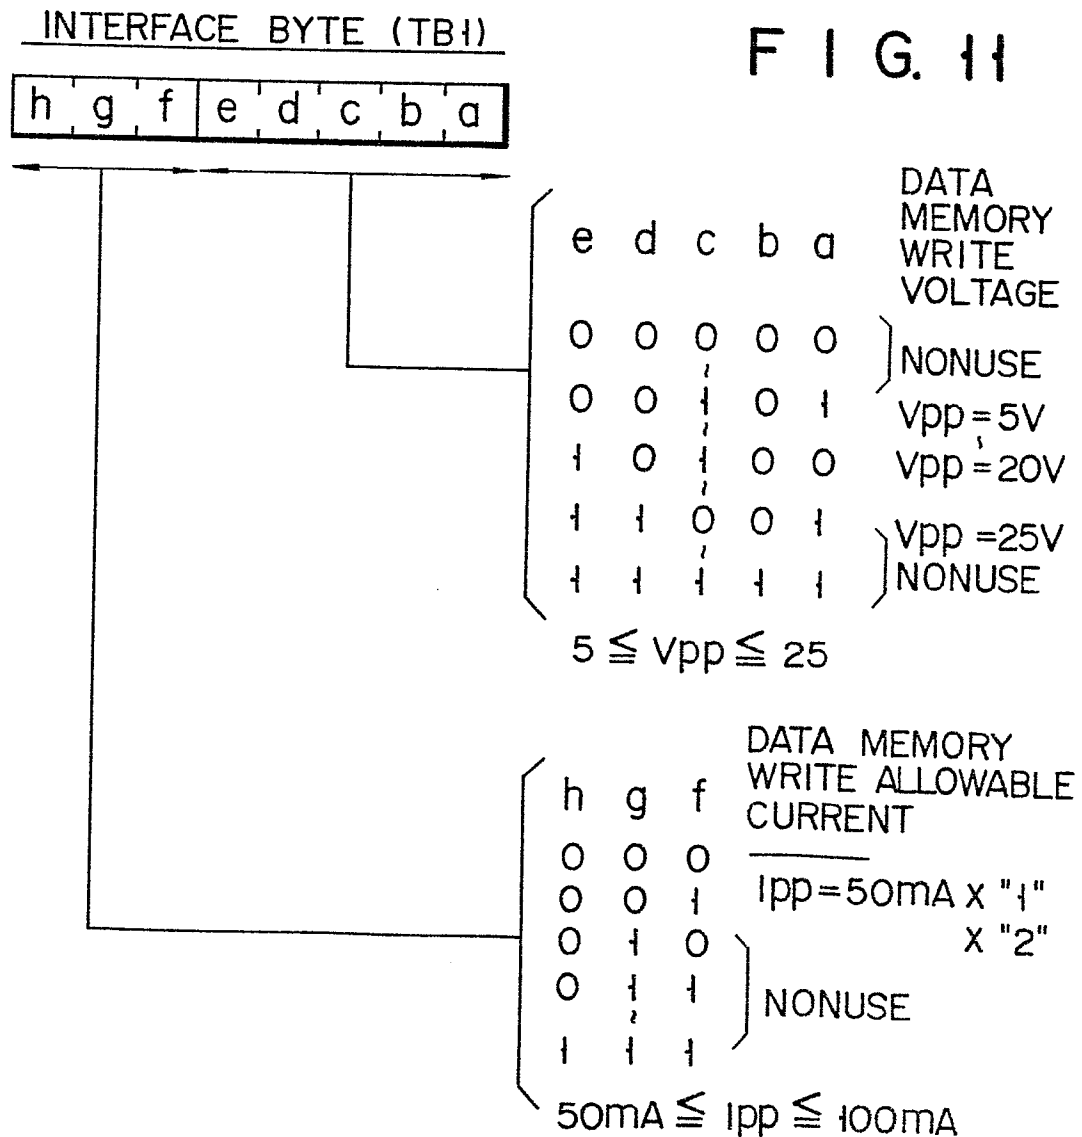 INTERFACE BYTE (TB1)
FIG. 11
h g f e d c b a
e d c b a
DATA
MEMORY
WRITE
VOLTAGE
0 0 0 0 0
NONUSE
0 0 1 0 1
Vpp = 5V
1 0 1 0 0
Vpp = 20V
1 1 0 0 1
Vpp = 25V
1 1 1 1 1
NONUSE
5 ≦ Vpp ≦ 25
h g f
DATA MEMORY
WRITE ALLOWABLE
CURRENT
0 0 0
0 0 1
Ipp = 50mA x "1"
0 1 0
x "2"
0 1 1
NONUSE
1 1 1
50mA ≦ Ipp ≦ 100mA